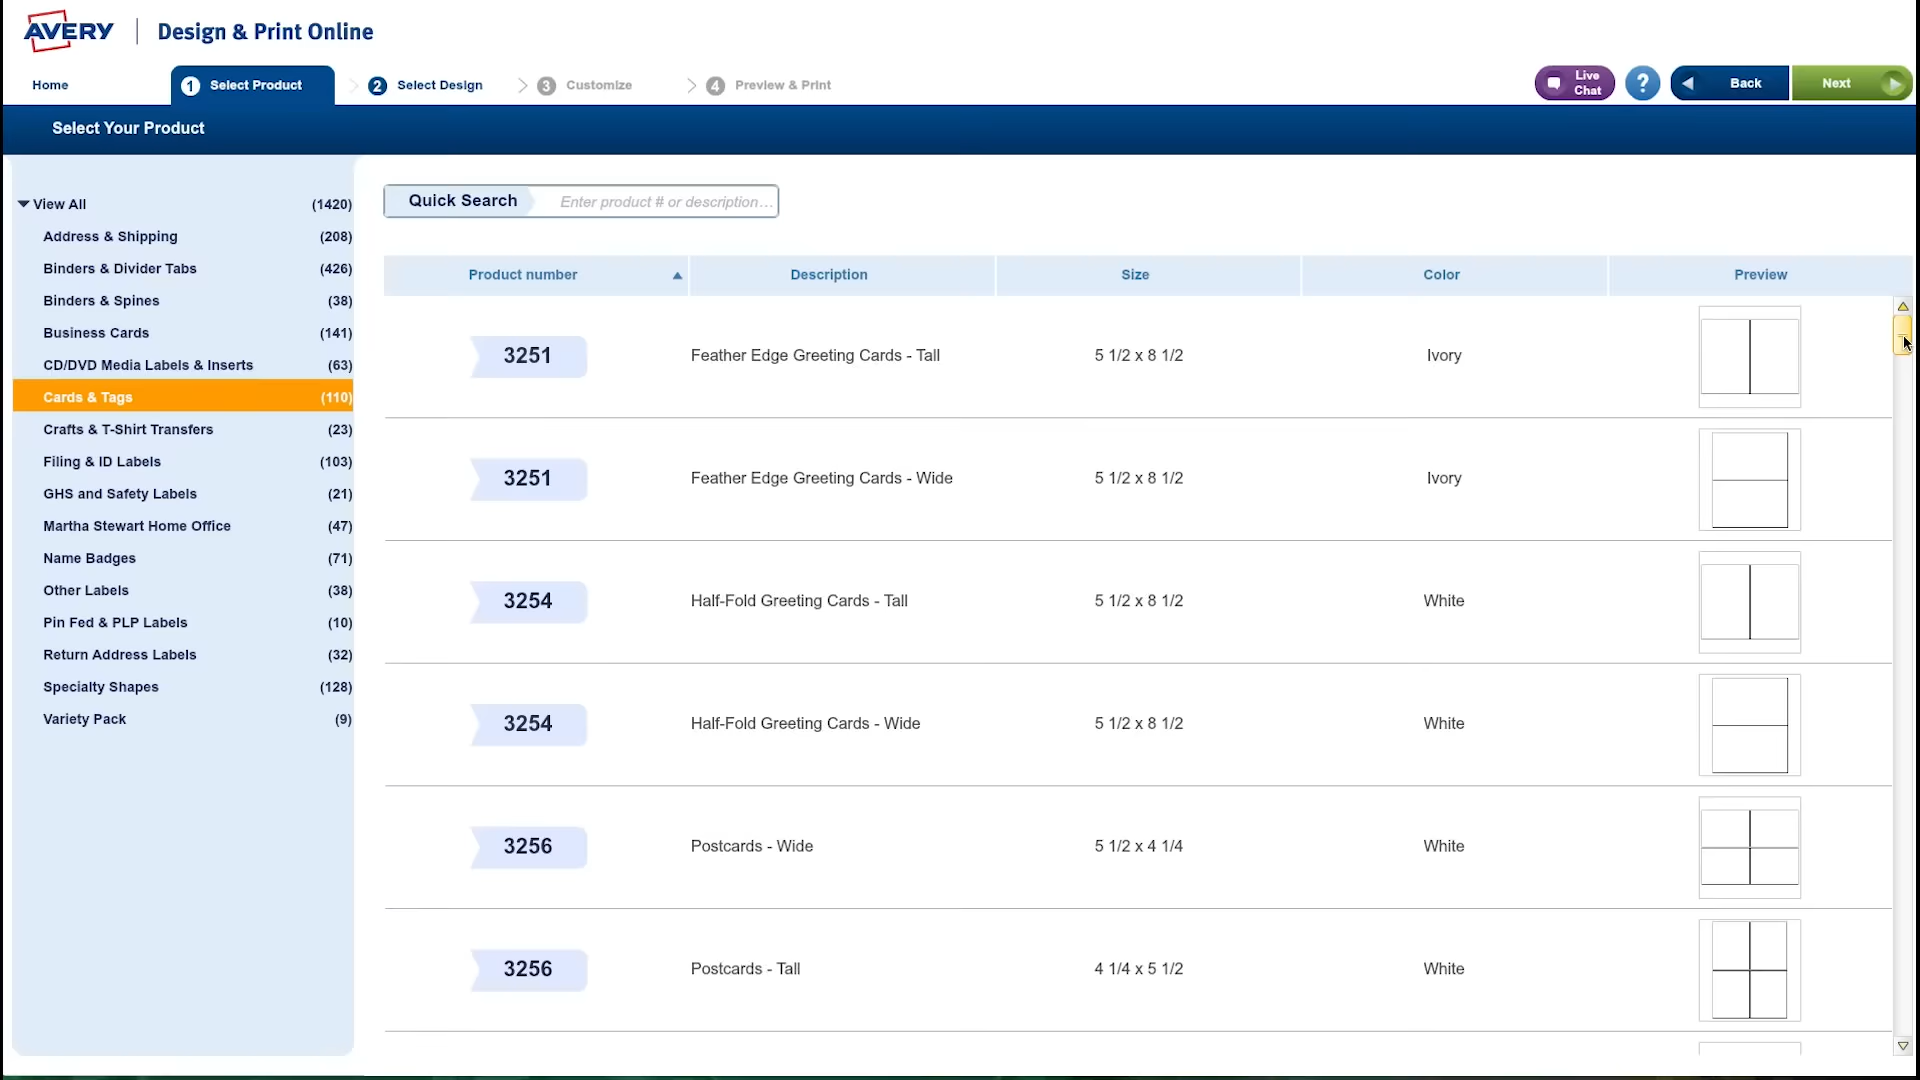 AVERY
Design & Print Online
Home
1 Select Product
2 Select Design
3 Customize
4 Preview & Print
Live
Chat
?
Back
Next
Select Your Product
View All (1420)
Address & Shipping (208)
Binders & Divider Tabs (426)
Binders & Spines (38)
Business Cards (141)
CD/DVD Media Labels & Inserts (63)
Cards & Tags (110)
Crafts & T-Shirt Transfers (23)
Filing & ID Labels (103)
GHS and Safety Labels (21)
Martha Stewart Home Office (47)
Name Badges (71)
Other Labels (38)
Pin Fed & PLP Labels (10)
Return Address Labels (32)
Specialty Shapes (128)
Variety Pack (9)
Quick Search Enter product # or description...
Product number Description Size Color Preview
3251 Feather Edge Greeting Cards - Tall 5 1/2 x 8 1/2 Ivory
3251 Feather Edge Greeting Cards - Wide 5 1/2 x 8 1/2 Ivory
3254 Half-Fold Greeting Cards - Tall 5 1/2 x 8 1/2 White
3254 Half-Fold Greeting Cards - Wide 5 1/2 x 8 1/2 White
3256 Postcards - Wide 5 1/2 x 4 1/4 White
3256 Postcards - Tall 4 1/4 x 5 1/2 White